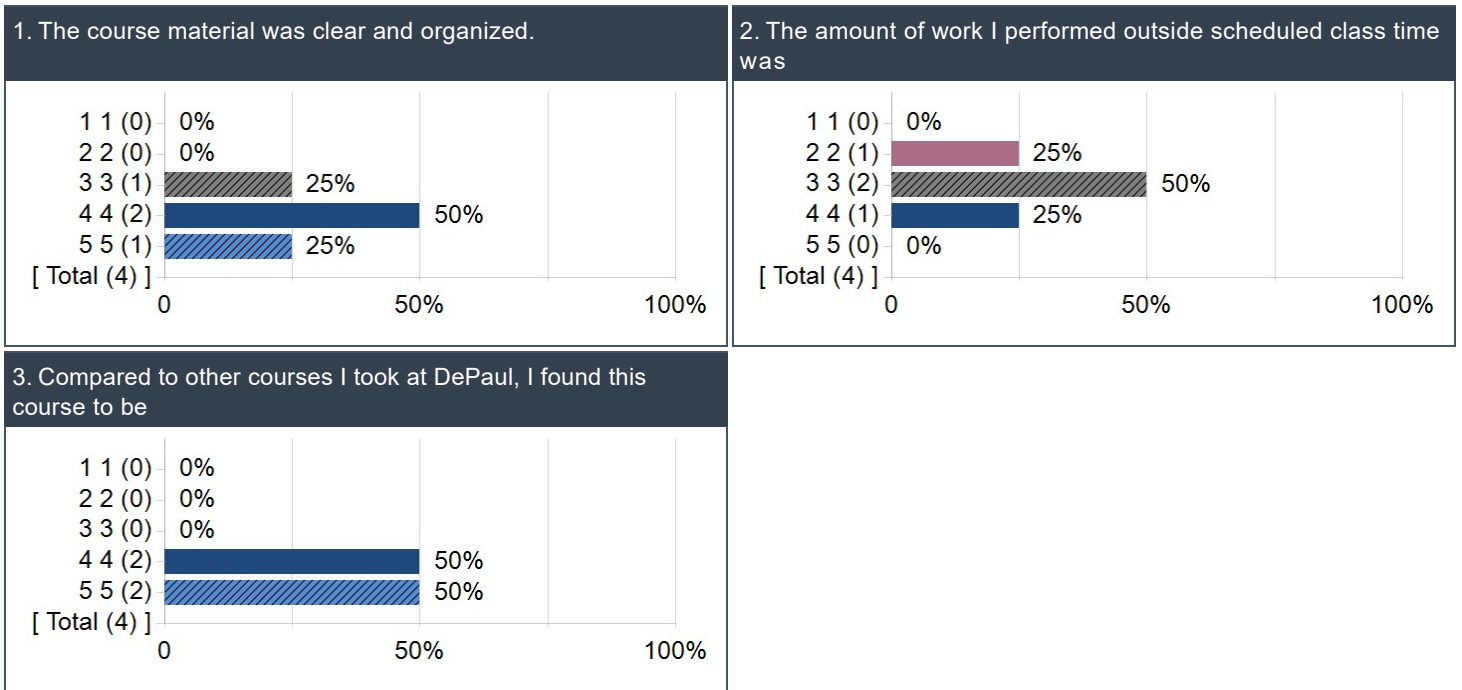 1. The course material was clear and organized.
1 1 (0) 0%
2 2 (0) 0%
3 3 (1) 25%
4 4 (2) 50%
5 5 (1) 25%
[ Total (4) ]
0 50% 100%
2. The amount of work I performed outside scheduled class time
was
1 1 (0) 0%
2 2 (1) 25%
3 3 (2) 50%
4 4 (1) 25%
5 5 (0) 0%
[ Total (4) ]
0 50% 100%
3. Compared to other courses I took at DePaul, I found this
course to be
1 1 (0) 0%
2 2 (0) 0%
3 3 (0) 0%
4 4 (2) 50%
5 5 (2) 50%
[ Total (4) ]
0 50% 100%